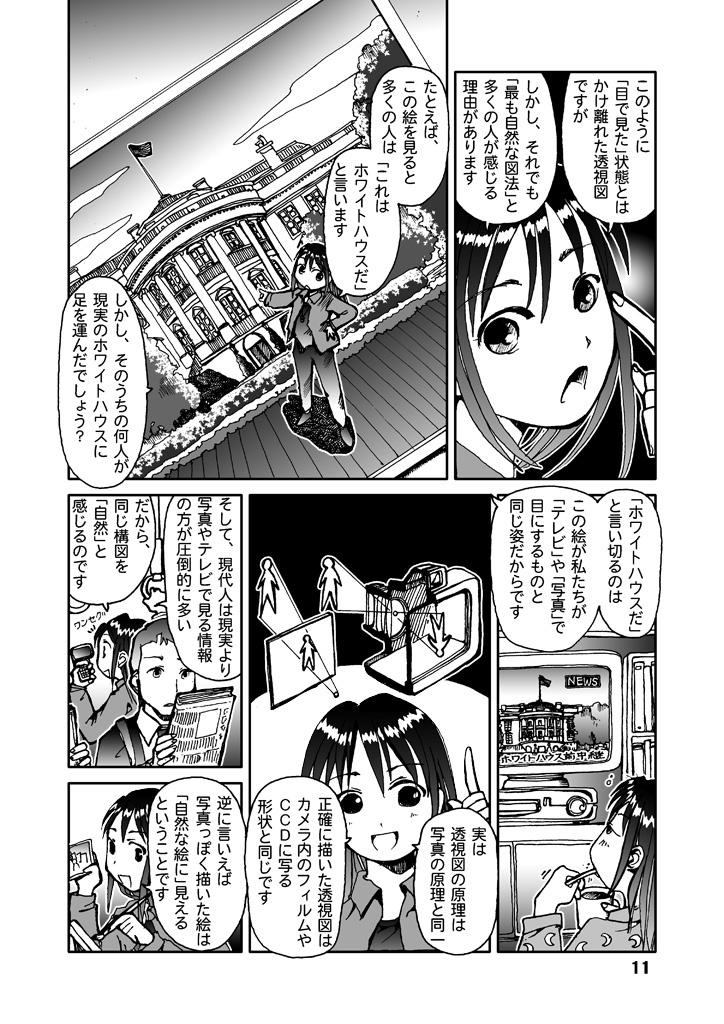 このように
「目で見た」状態とは
かけ離れた透視図
ですが
しかし、それでも
「最も自然な図法」と
多くの人が感じる
理由があります
たとえば、
この絵を見ると
多くの人は
「これは
ホワイトハウスだ」
と言います
しかし、そのうちの何人が
現実のホワイトハウスに
足を運んだでしょう?
「ホワイトハウスだ」
と言い切るのは
この絵が私たちが
「テレビ」や「写真」で
目にするものと
同じ姿だからです
NEWS
ホワイトハウス前中継
実は
透視図の原理は
写真の原理と同一
正確に描いた透視図は
カメラ内のフィルムや
CCDに写る
形状と同じです
そして、現代人は現実より
写真やテレビで見る情報
の方が圧倒的に多い
だから、
同じ構図を
「自然」と
感じるのです
ワンセグ
逆に言いえば
写真っぽく描いた絵は
「自然な絵に」見える
ということです
11